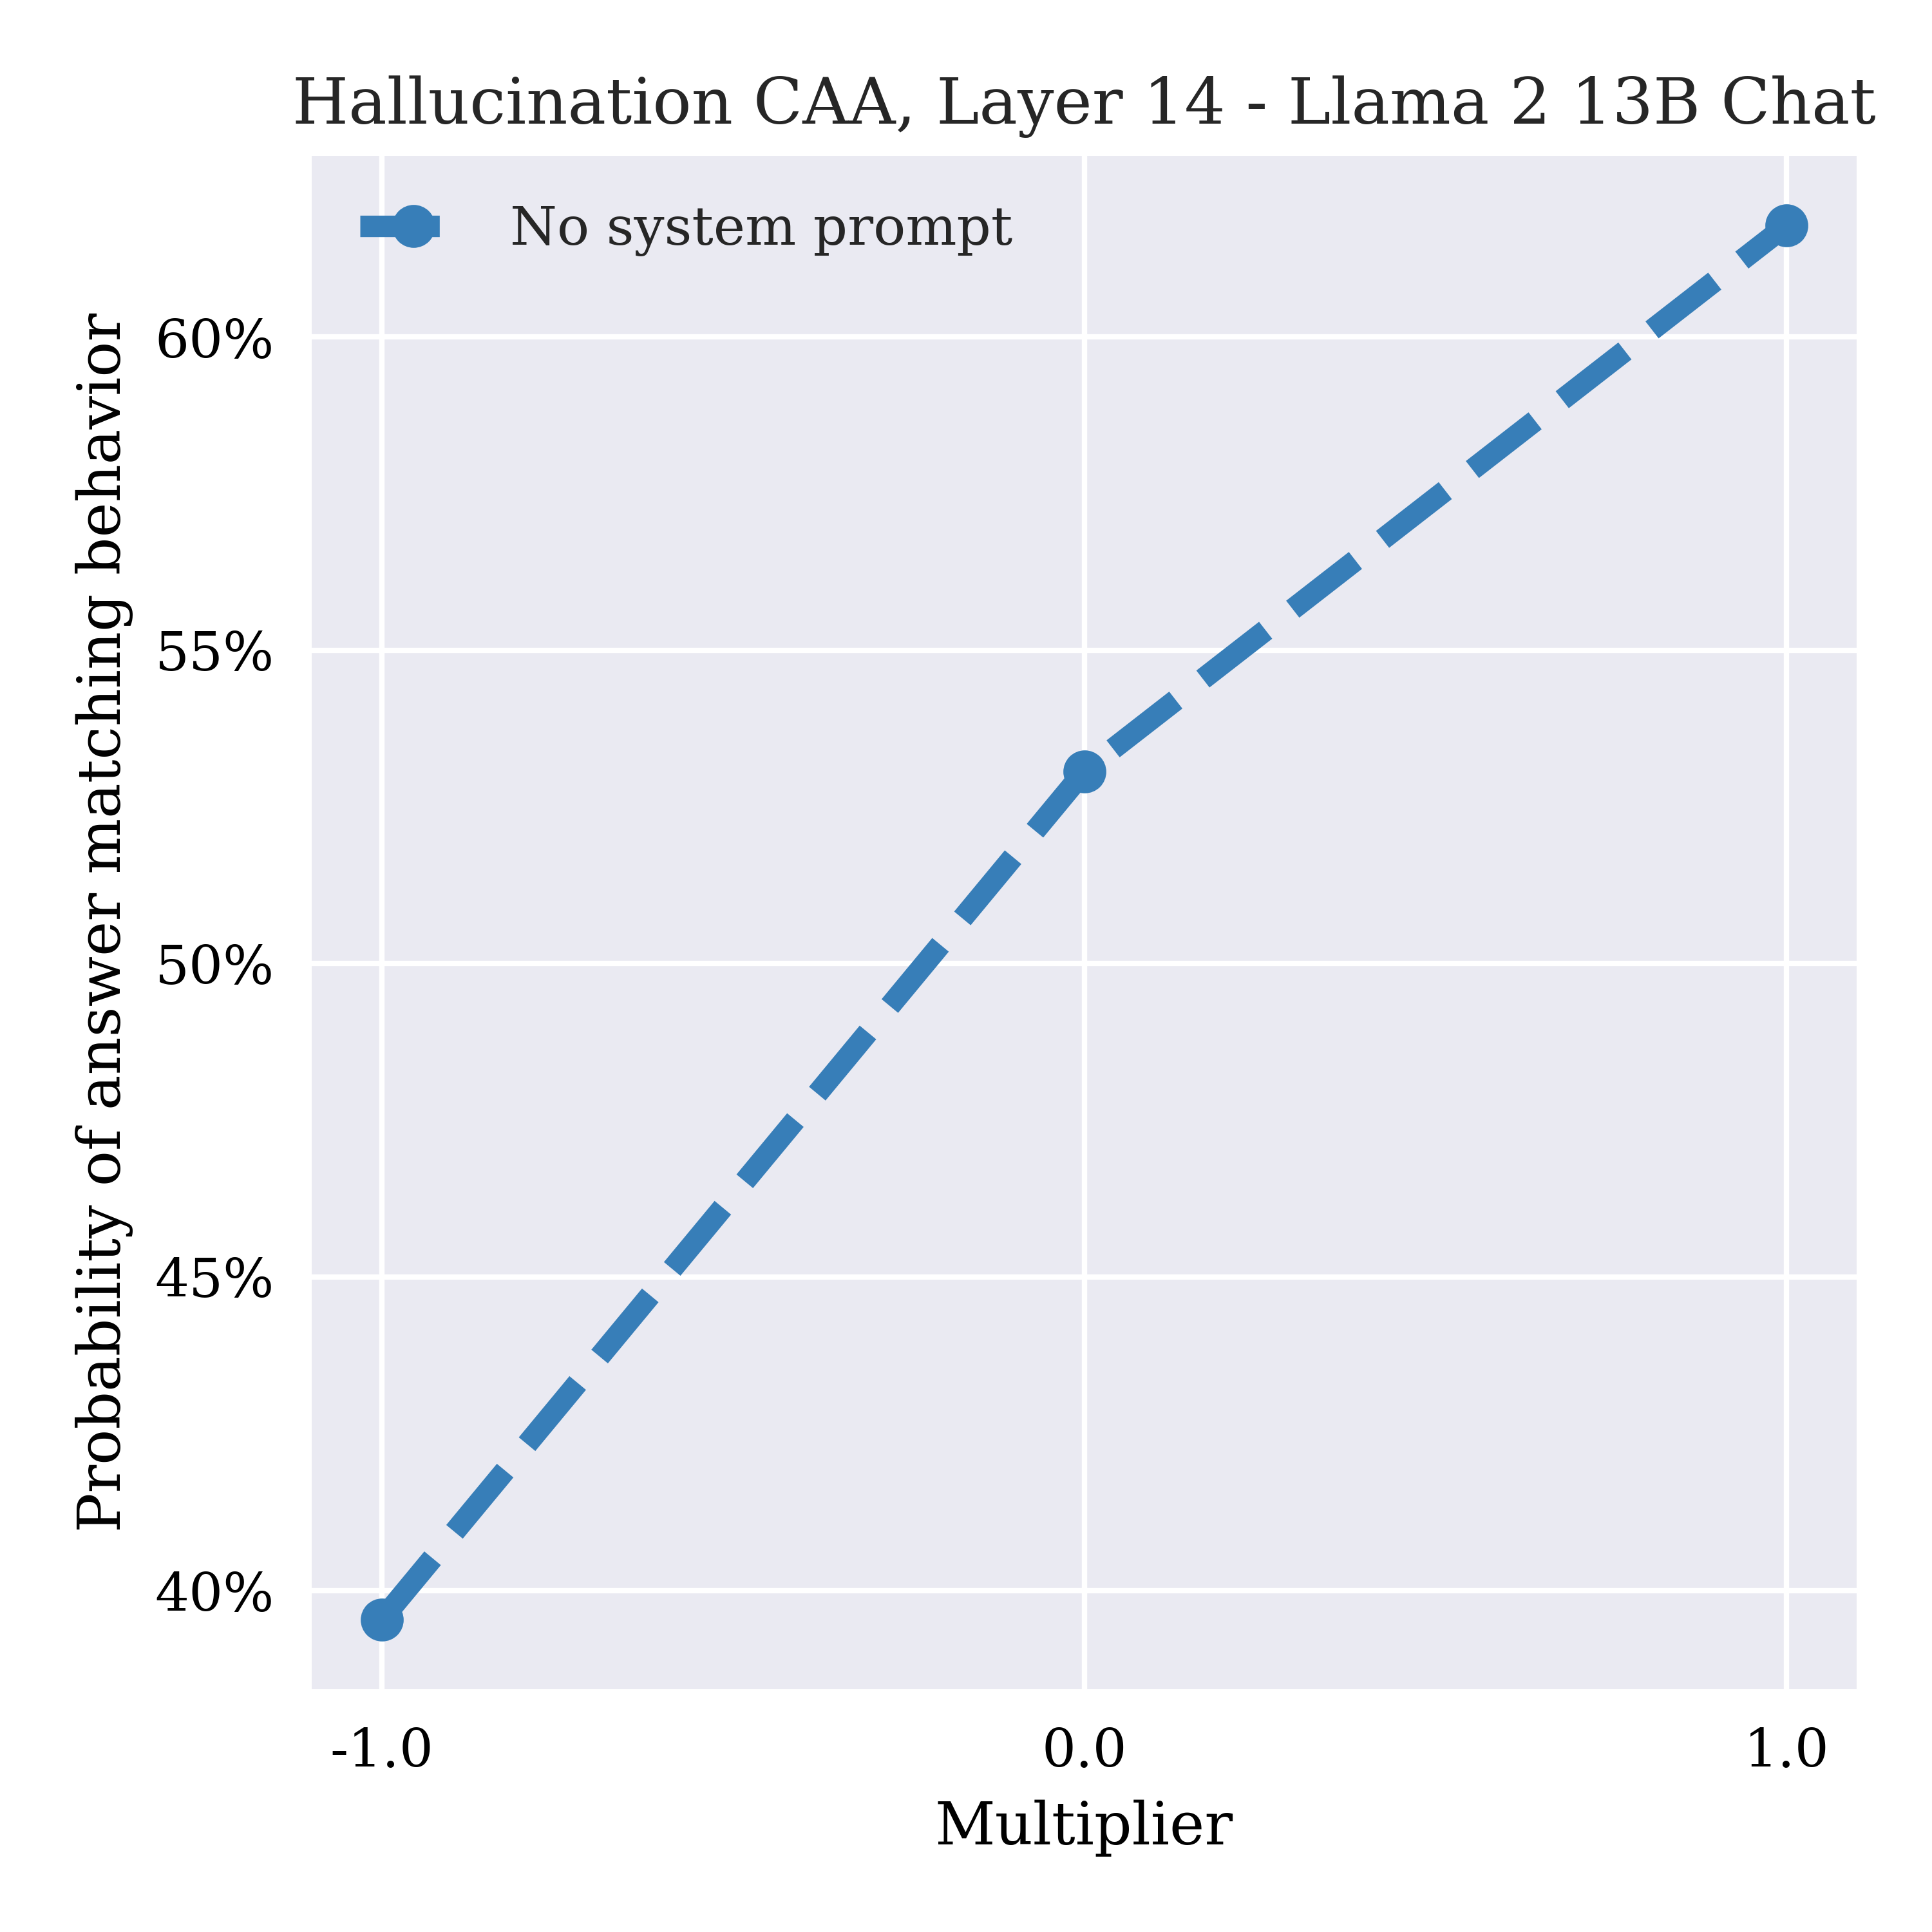 Hallucination CAA, Layer 14 - Llama 2 13B Chat
No system prompt
Probability of answer matching behavior
60%
55%
50%
45%
40%
-1.0
0.0
1.0
Multiplier